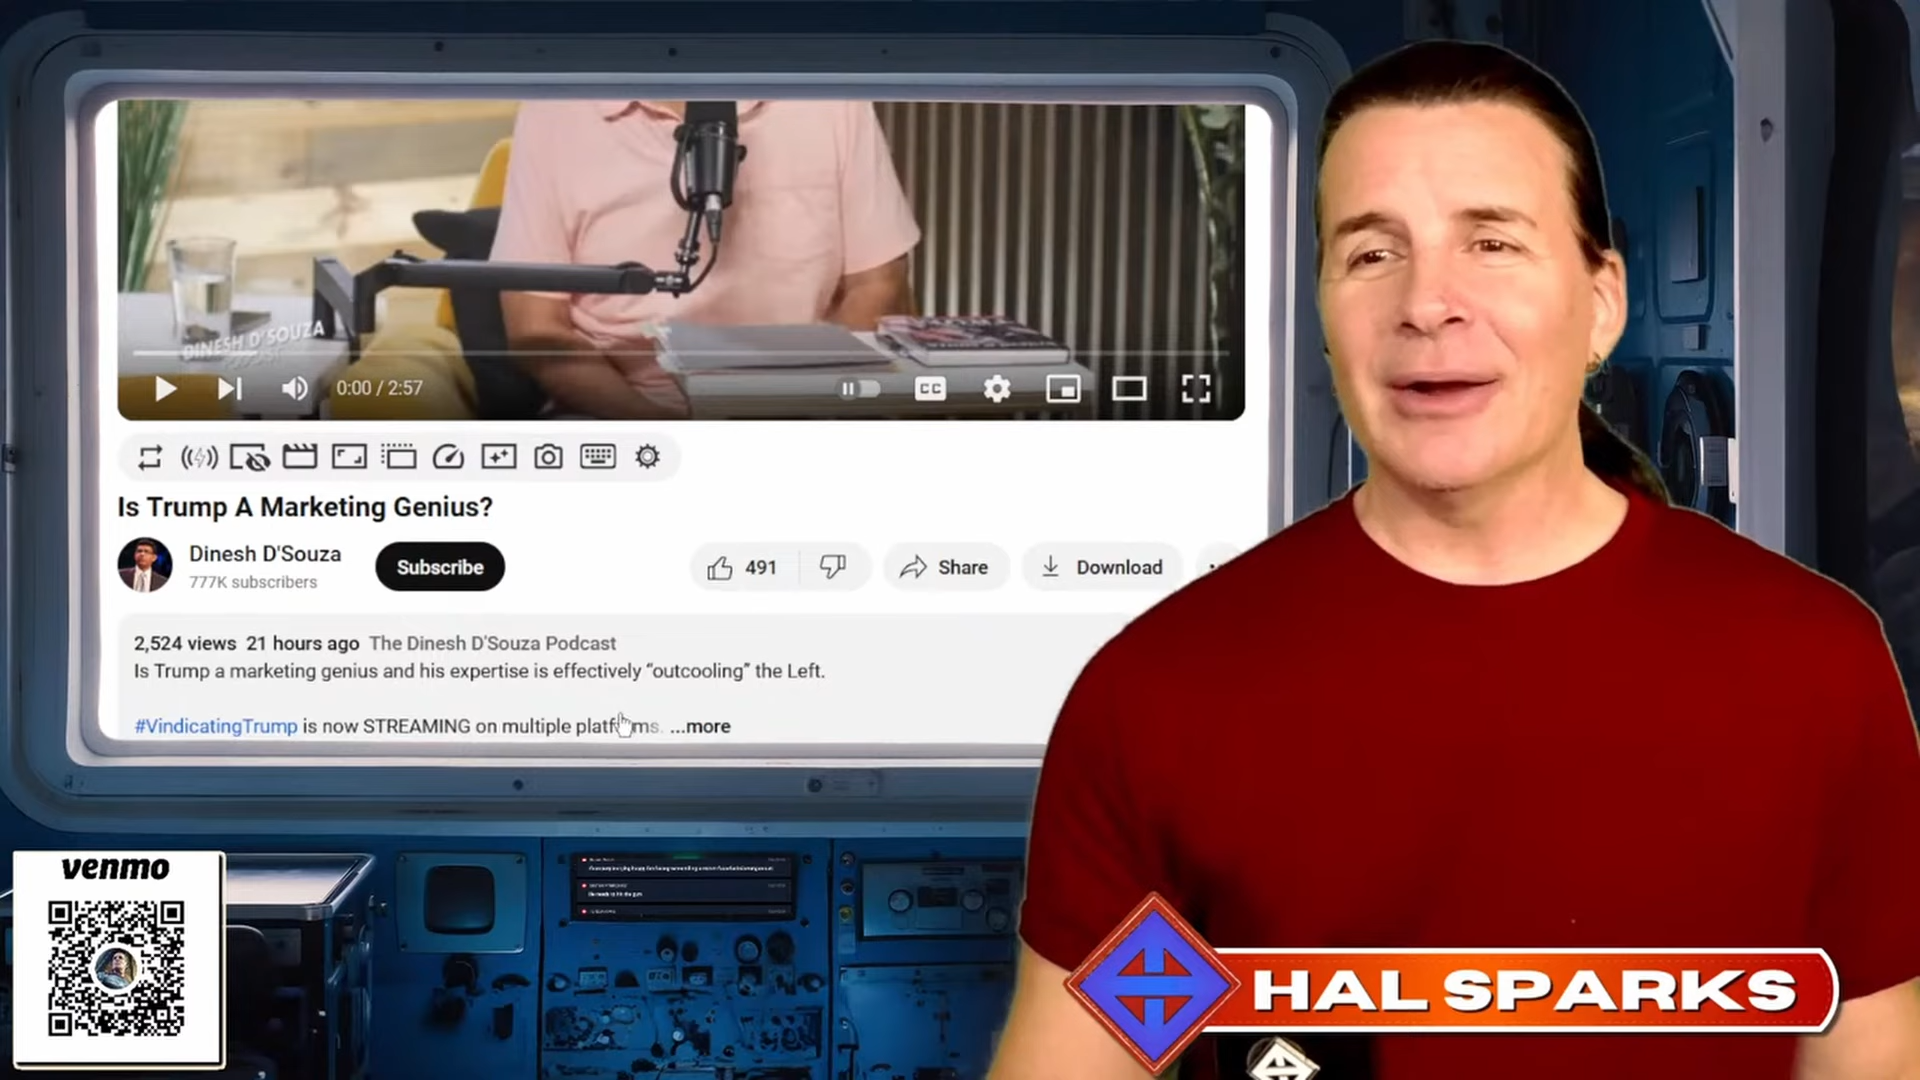 DINESH D'SOUZA
0:00 / 2:57
CC
Is Trump A Marketing Genius?
Dinesh D'Souza
777K subscribers
Subscribe
491
Share
Download
2,524 views 21 hours ago The Dinesh D'Souza Podcast
Is Trump a marketing genius and his expertise is effectively “outcooling” the Left.
#VindicatingTrump is now STREAMING on multiple platforms. ...more
venmo
HAL SPARKS